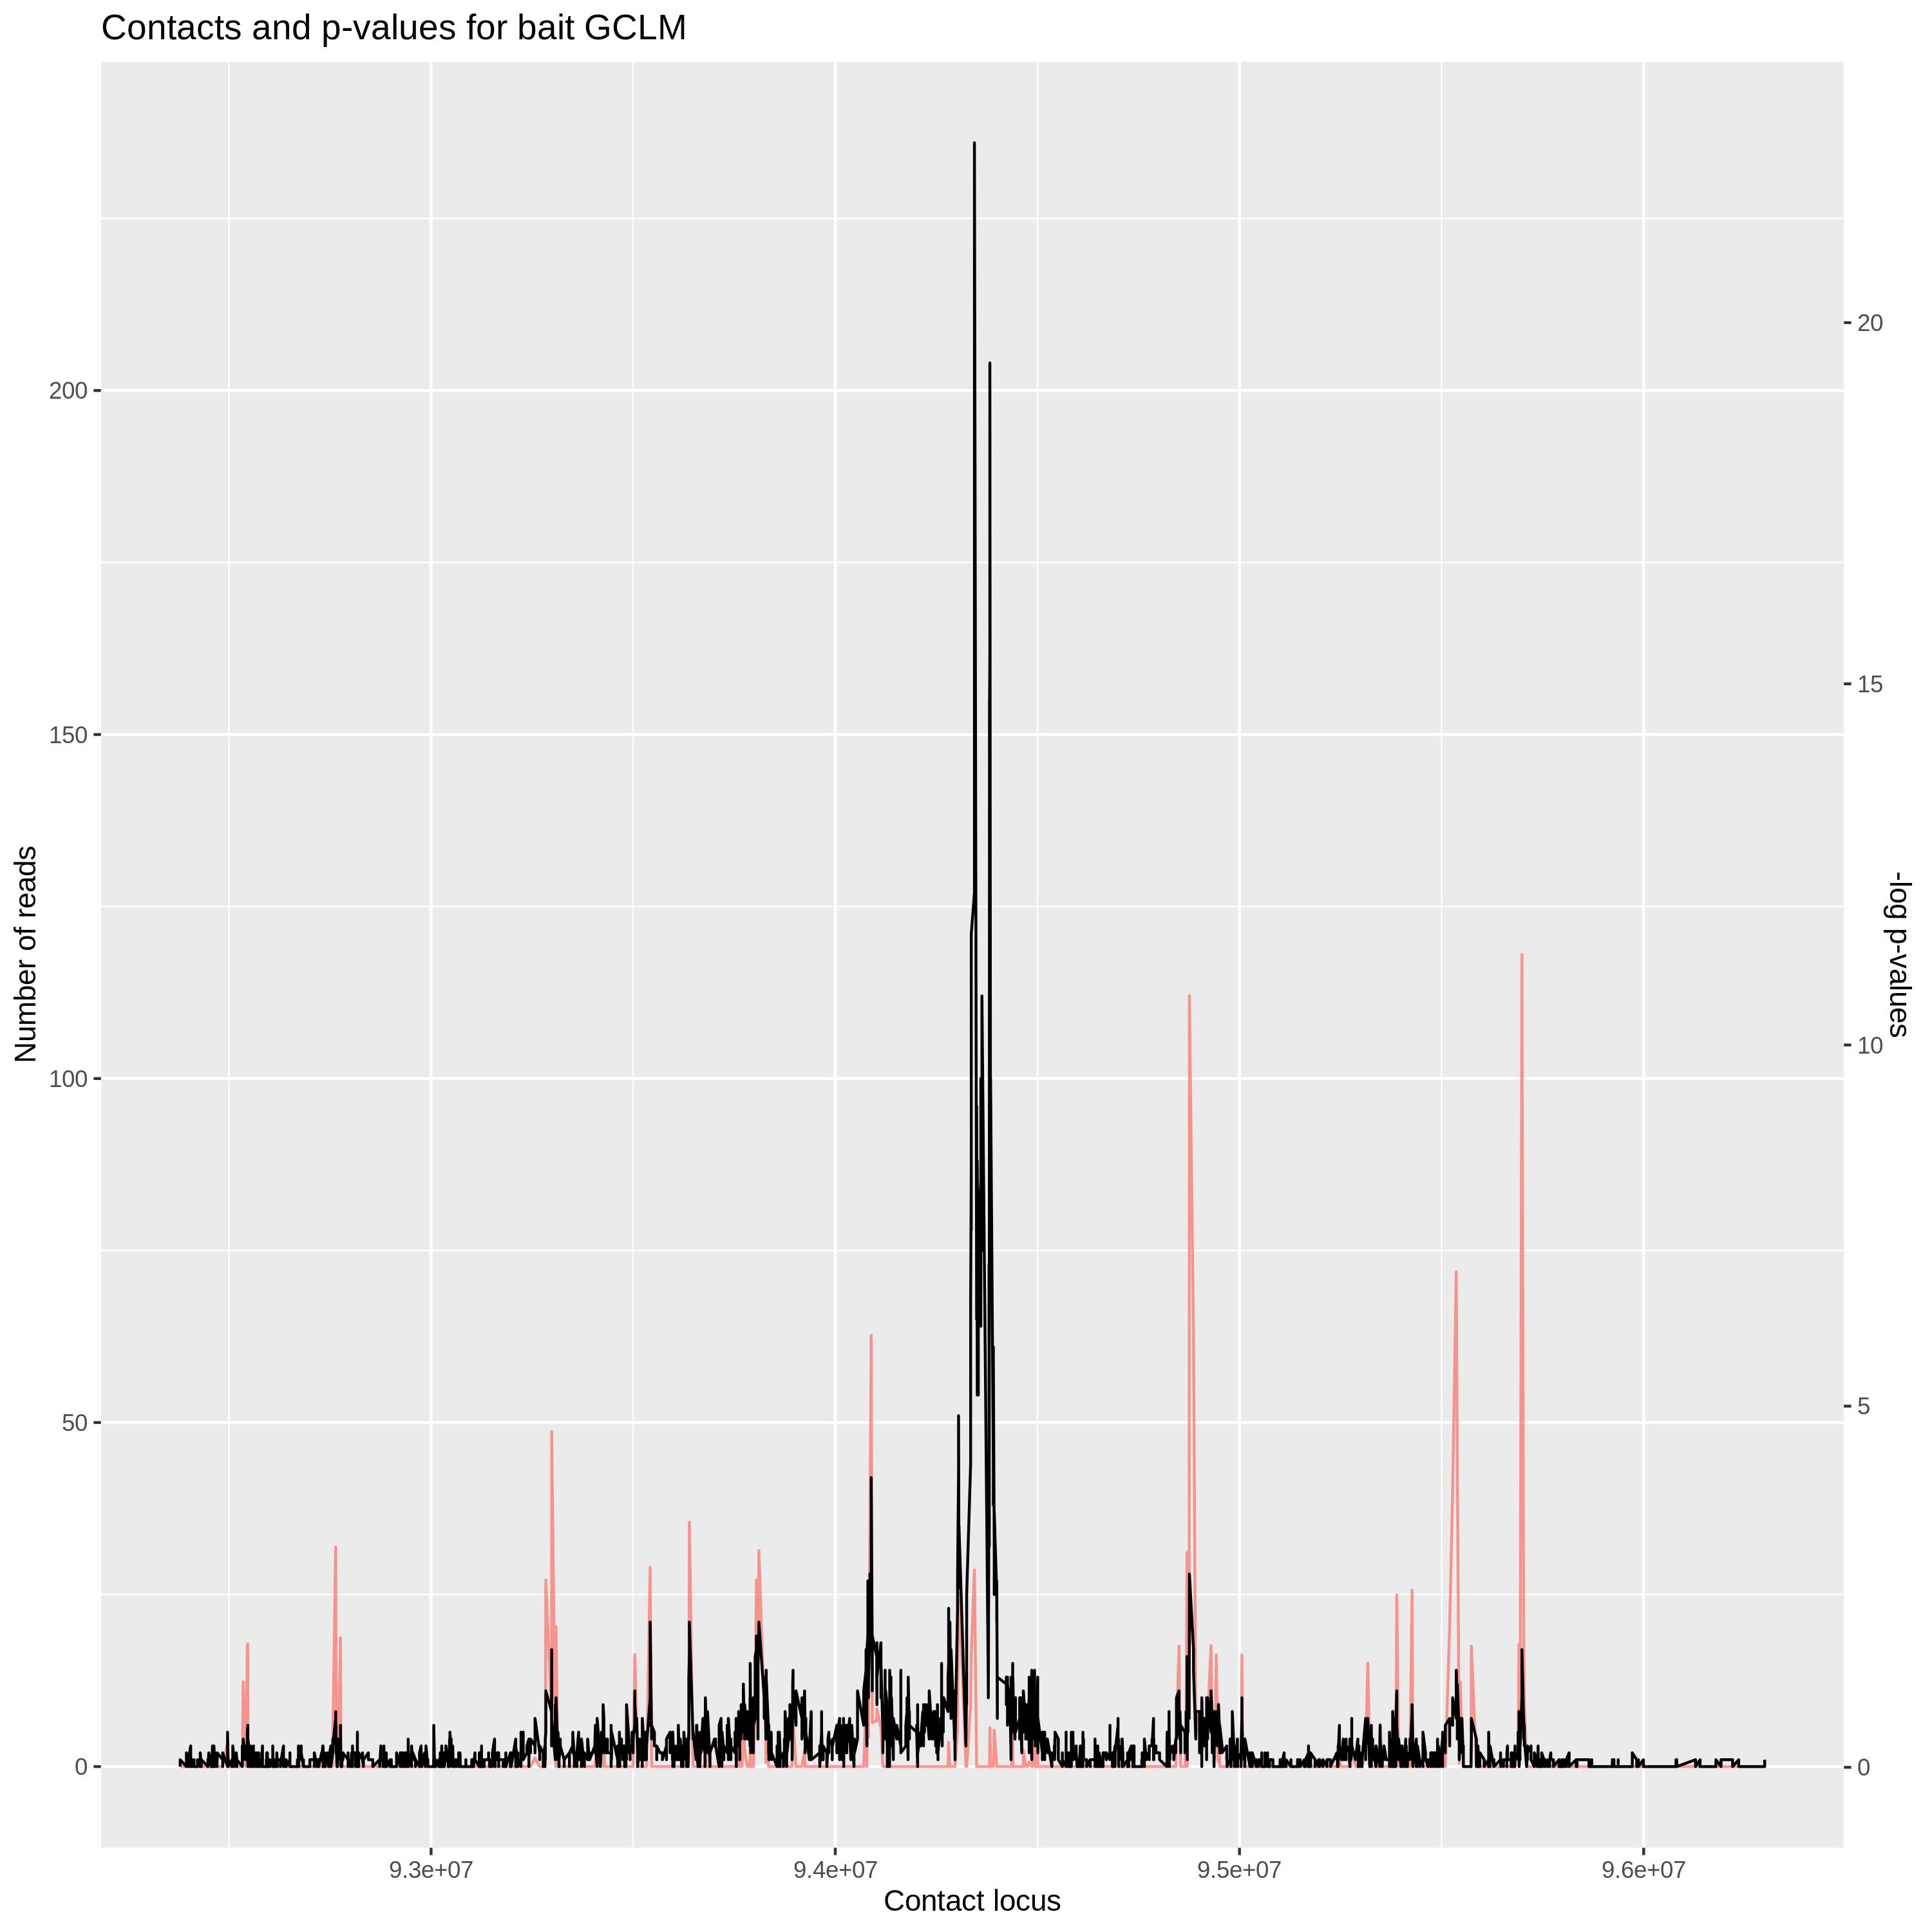 Contacts and p-values for bait GCLM
200
150
100
50
0
Number of reads
20
15
10
5
0
-log p-values
9.3e+07
9.4e+07
9.5e+07
9.6e+07
Contact locus